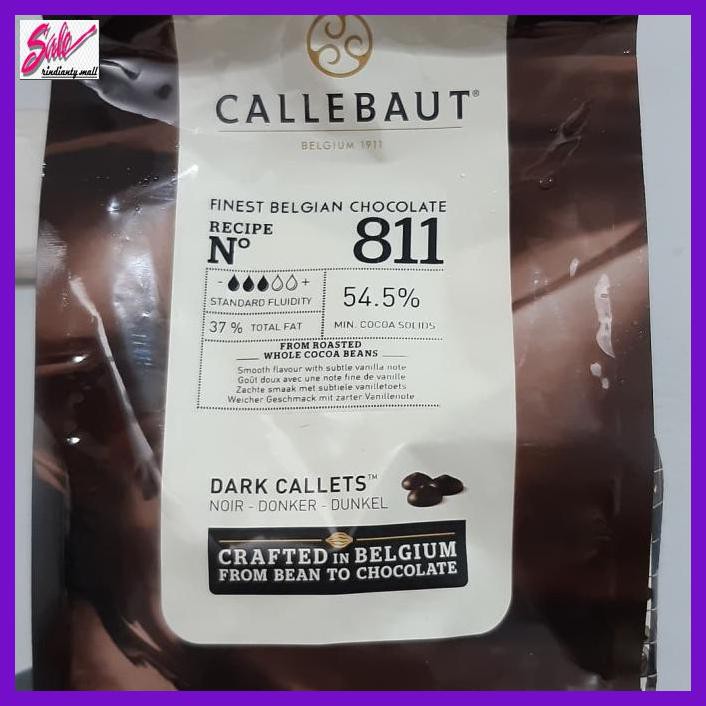 Sale
rindianty mall
CALLEBAUT®
BELGIUM 1911
FINEST BELGIAN CHOCOLATE
RECIPE
N° 811
- +
STANDARD FLUIDITY
54.5%
37 % TOTAL FAT
MIN. COCOA SOLIDS
FROM ROASTED
WHOLE COCOA BEANS
Smooth flavour with subtle vanilla note
Goût doux avec une note fine de vanille
Zachte smaak met subtiele vanilletoets
Weicher Geschmack mit zarter Vanillenote
DARK CALLETS™
NOIR - DONKER - DUNKEL
CRAFTED IN BELGIUM
FROM BEAN TO CHOCOLATE